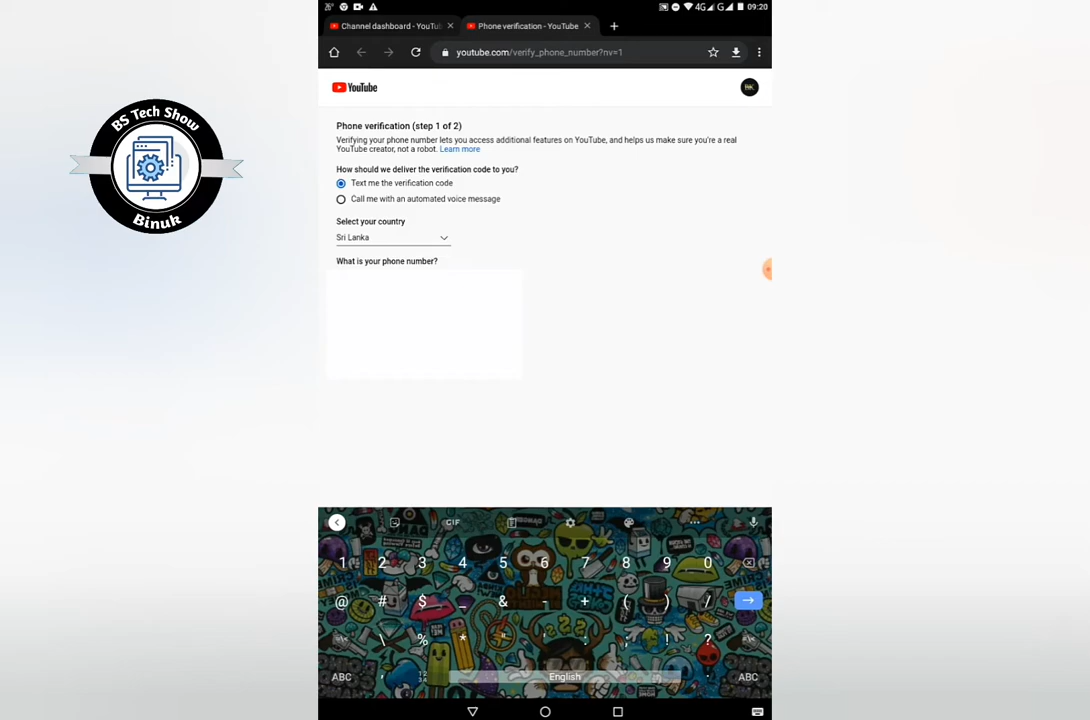 26°
4G
G
09:20
Channel dashboard - YouTu
Phone verification - YouTube
youtube.com/verify_phone_number?nv=1
YouTube
BS Tech Show
Binuk
Phone verification (step 1 of 2)
Verifying your phone number lets you access additional features on YouTube, and helps us make sure you're a real
YouTube creator, not a robot. Learn more
How should we deliver the verification code to you?
Text me the verification code
Call me with an automated voice message
Select your country
Sri Lanka
What is your phone number?
GIF
1 2 3 4 5 6 7 8 9 0
@ # $ _ & - + ( ) /
=\< \ % * " ' : ; ! ? =\<
ABC , 12 34 English . ABC